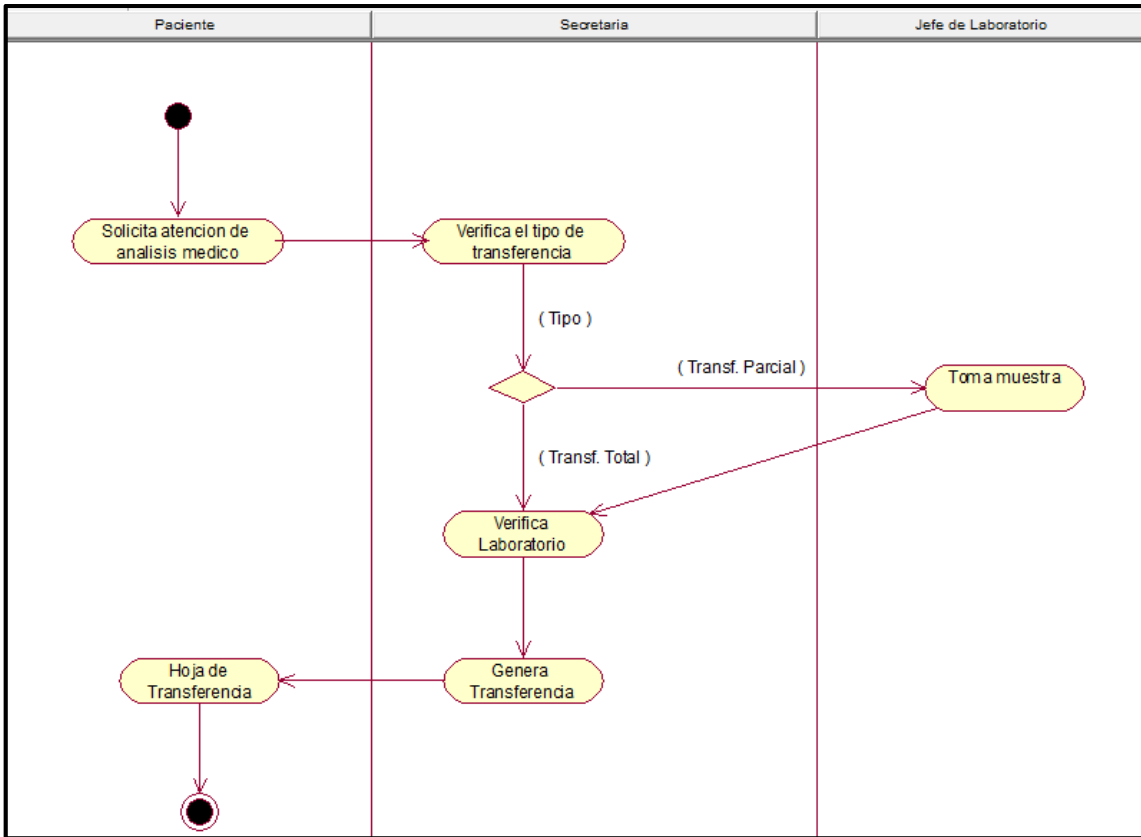 Paciente
Secretaria
Jefe de Laboratorio
Solicita atencion de
analisis medico
Verifica el tipo de
transferencia
( Tipo )
( Transf. Parcial )
Toma muestra
( Transf. Total )
Verifica
Laboratorio
Hoja de
Transferencia
Genera
Transferencia